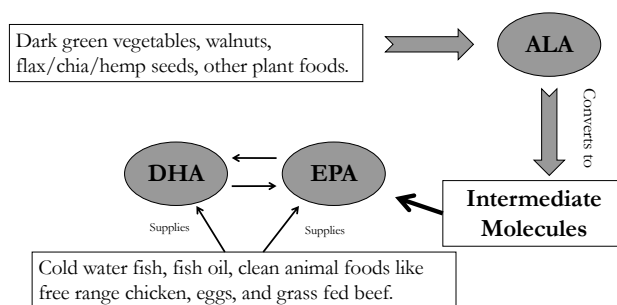 Dark green vegetables, walnuts,
flax/chia/hemp seeds, other plant foods.
ALA
Converts to
DHA
EPA
Intermediate
Molecules
Supplies
Supplies
Cold water fish, fish oil, clean animal foods like
free range chicken, eggs, and grass fed beef.